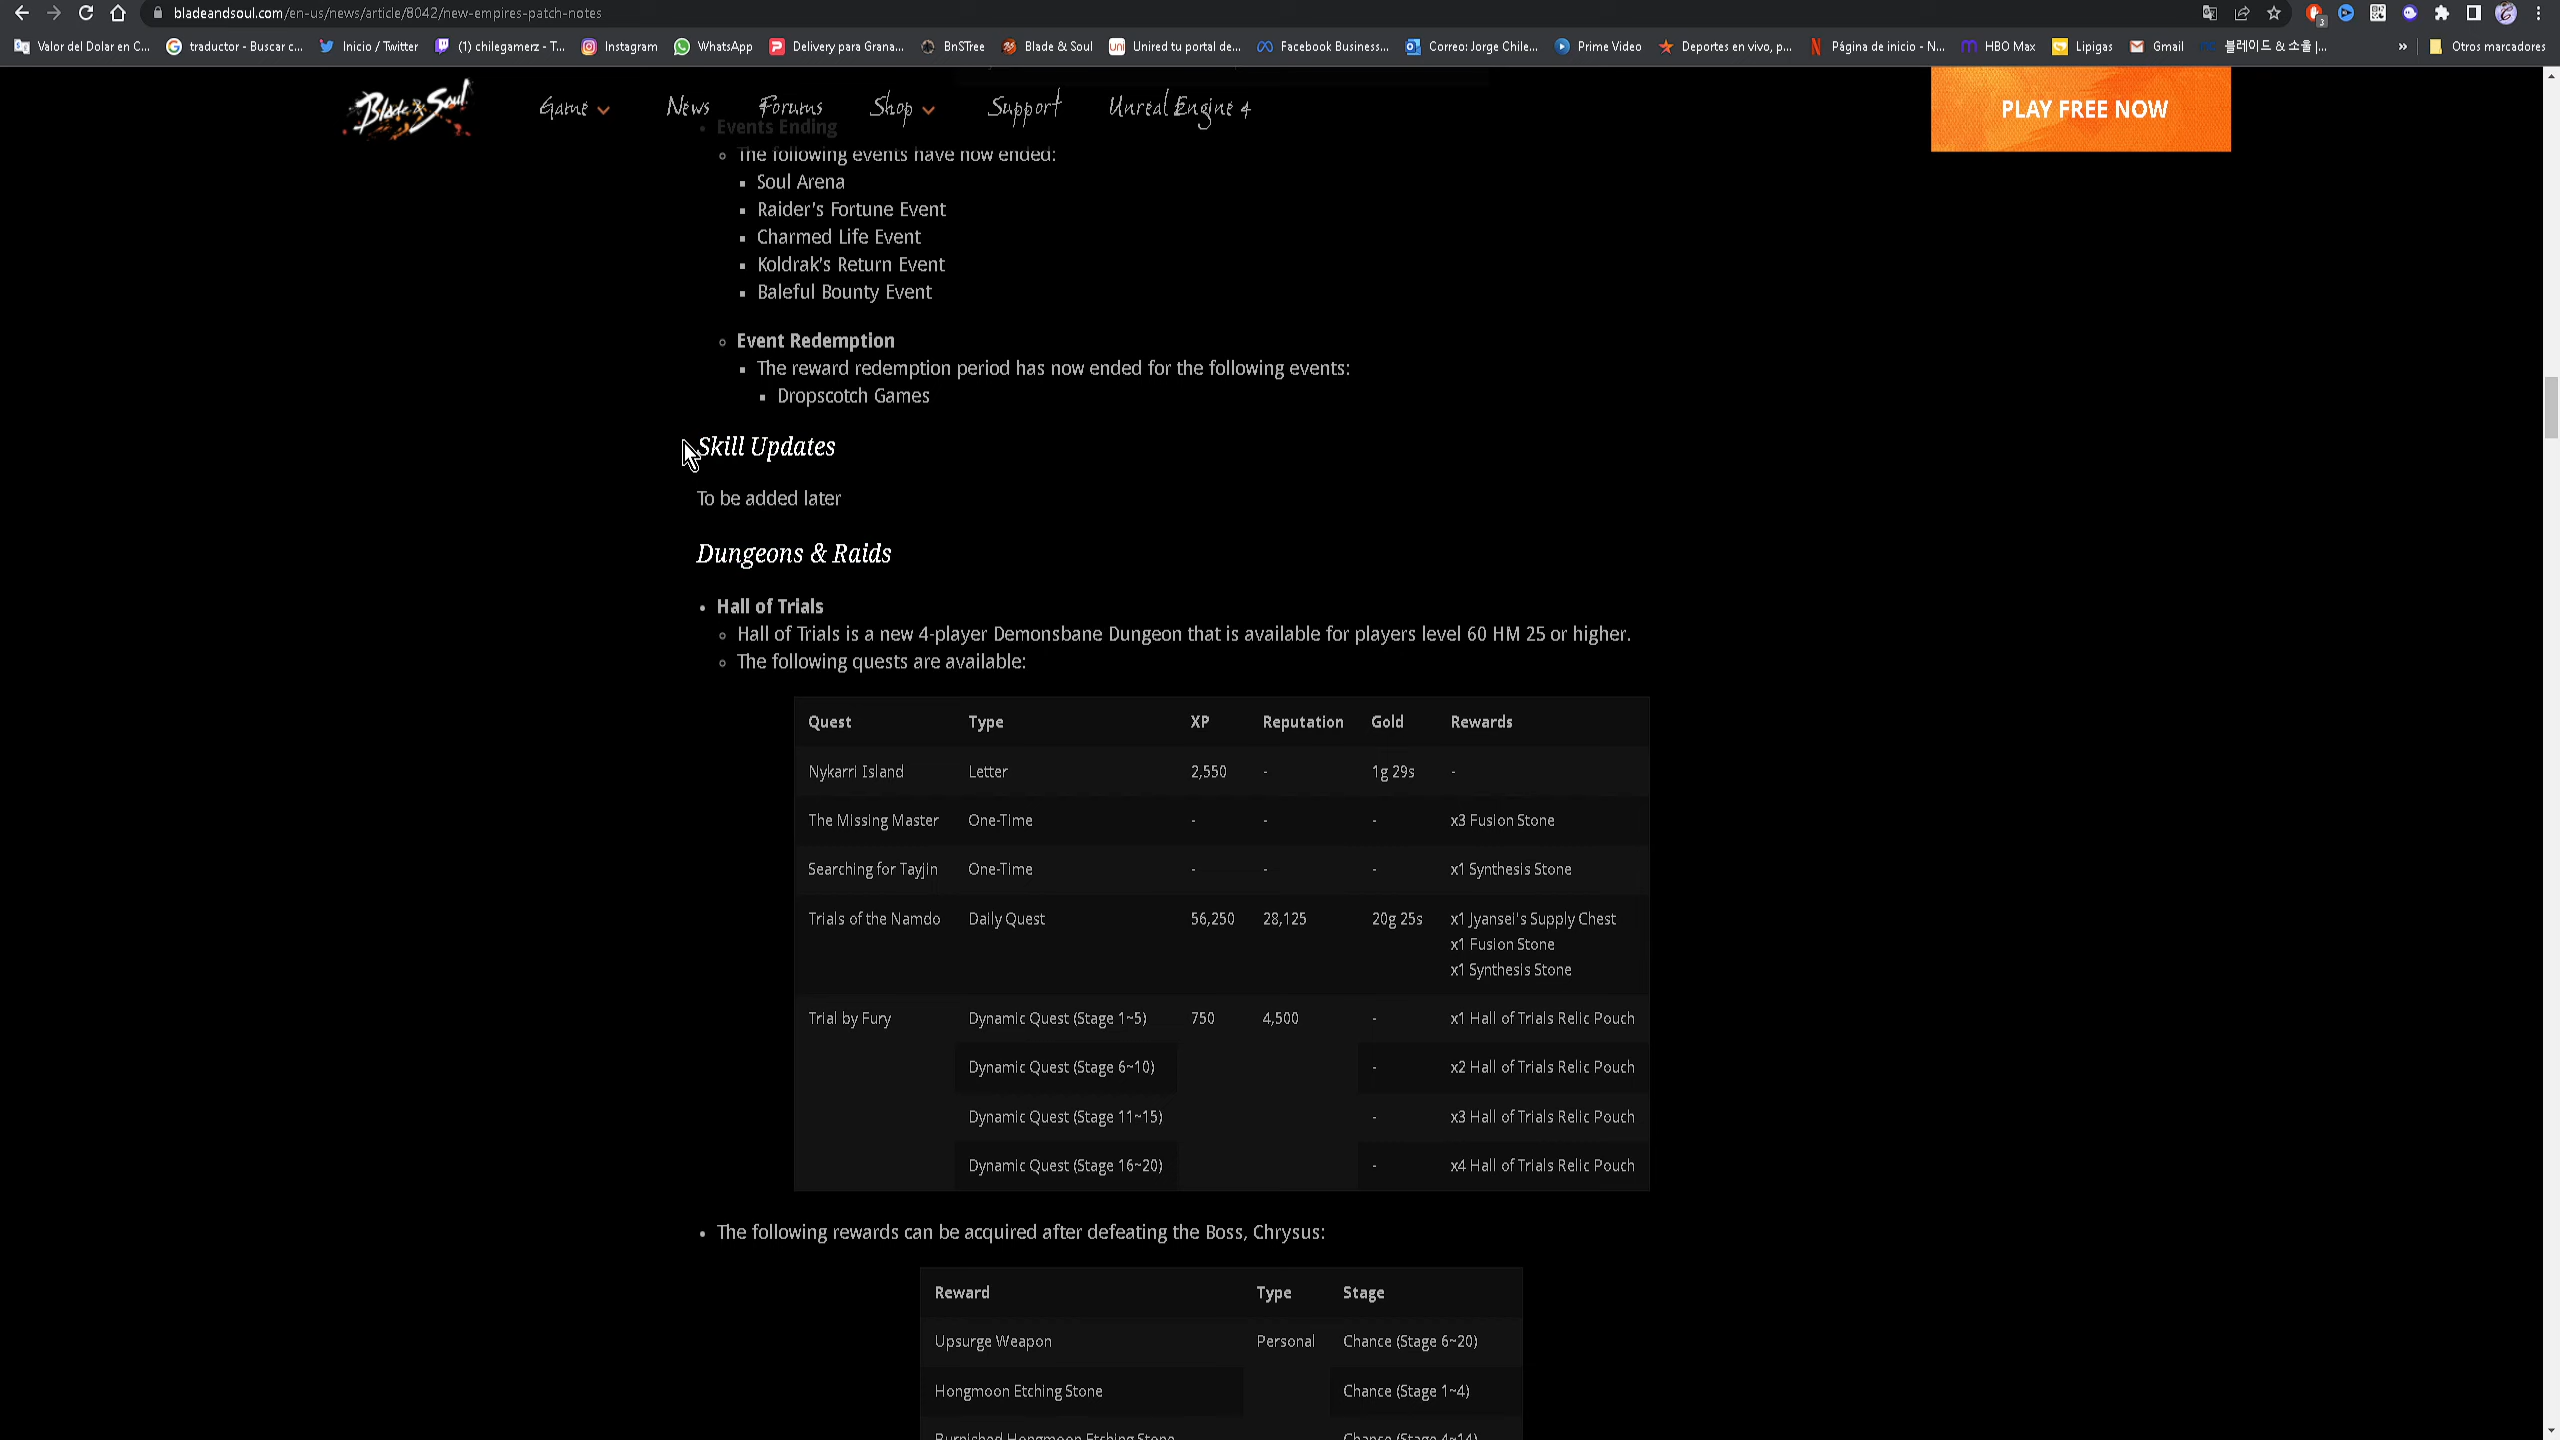 bladeandsoul.com/en-us/news/article/8042/new-empires-patch-notes
3
Valor del Dolar en C...
traductor - Buscar c...
Inicio / Twitter
(1) chilegamerz - T...
Instagram
WhatsApp
Delivery para Grana...
BnSTree
Blade & Soul
Unired tu portal de...
Facebook Business...
Correo: Jorge Chile...
Prime Video
Deportes en vivo, p...
Página de inicio - N...
HBO Max
Lipigas
Gmail
블레이드 & 소울 |...
»
Otros marcadores
Blade & Soul
Game
News
Forums
Shop
Support
Unreal Engine 4
PLAY FREE NOW
Events Ending
The following events have now ended:
Soul Arena
Raider's Fortune Event
Charmed Life Event
Koldrak's Return Event
Baleful Bounty Event
Event Redemption
The reward redemption period has now ended for the following events:
Dropscotch Games
Skill Updates
To be added later
Dungeons & Raids
Hall of Trials
Hall of Trials is a new 4-player Demonsbane Dungeon that is available for players level 60 HM 25 or higher.
The following quests are available:
Quest Type XP Reputation Gold Rewards
Nykarri Island Letter 2,550 - 1g 29s -
The Missing Master One-Time - - - x3 Fusion Stone
Searching for Tayjin One-Time - - - x1 Synthesis Stone
Trials of the Namdo Daily Quest 56,250 28,125 20g 25s x1 Jyansei's Supply Chest
x1 Fusion Stone
x1 Synthesis Stone
Trial by Fury Dynamic Quest (Stage 1~5) 750 4,500 - x1 Hall of Trials Relic Pouch
Dynamic Quest (Stage 6~10) - x2 Hall of Trials Relic Pouch
Dynamic Quest (Stage 11~15) - x3 Hall of Trials Relic Pouch
Dynamic Quest (Stage 16~20) - x4 Hall of Trials Relic Pouch
The following rewards can be acquired after defeating the Boss, Chrysus:
Reward Type Stage
Upsurge Weapon Personal Chance (Stage 6~20)
Hongmoon Etching Stone Chance (Stage 1~4)
Burnished Hongmoon Etching Stone Chance (Stage 4~14)